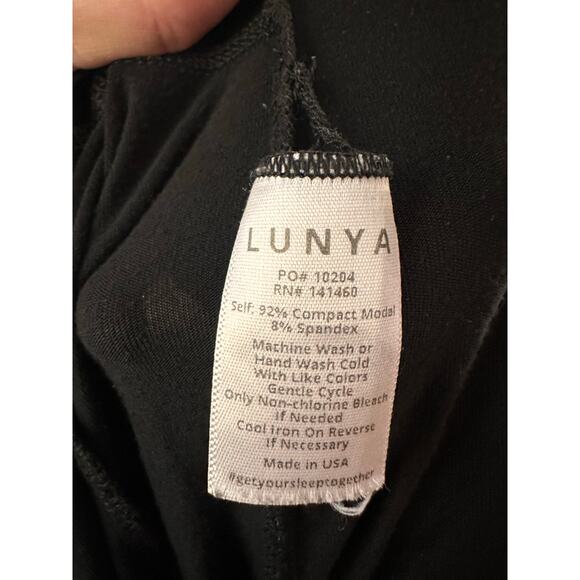 LUNYA
PO# 10204
RN# 141460
Self: 92% Compact Modal
8% Spandex
Machine Wash or
Hand Wash Cold
With Like Colors
Gentle Cycle
Only Non-chlorine Bleach
If Needed
Cool Iron On Reverse
If Necessary
Made in USA
#getyoursleeptogether